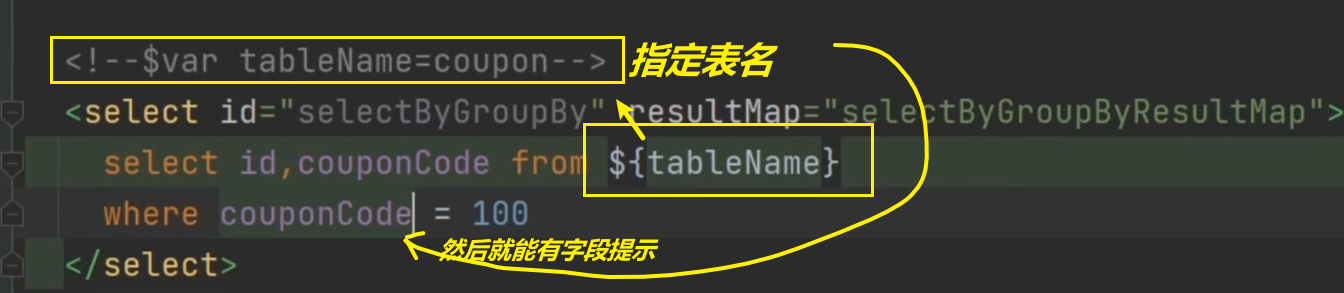 <!--$var tableName=coupon--> 指定表名
<select id="selectByGroupBy" resultMap="selectByGroupByResultMap">
select id,couponCode from ${tableName}
where couponCode = 100
然后就能有字段提示
</select>